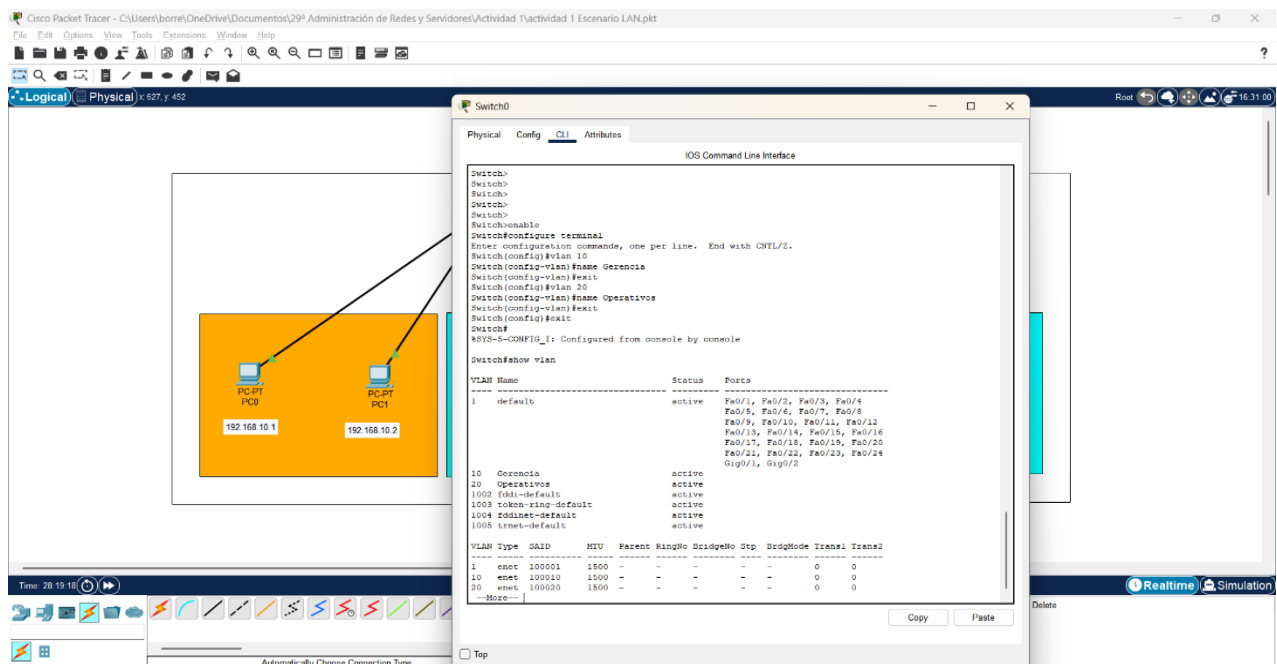 Cisco Packet Tracer - C:\Users\borre\OneDrive\Documentos\29ª Administración de Redes y Servidores\Actividad 1\actividad 1 Escenario LAN.pkt
File Edit Options View Tools Extensions Window Help
?
Logical Physical x: 627, y: 452
Root 16:31:00
Switch0
Physical Config CLI Attributes
IOS Command Line Interface
Switch>
Switch>
Switch>
Switch>
Switch>
Switch>enable
Switch#configure terminal
Enter configuration commands, one per line. End with CNTL/Z.
Switch(config)#vlan 10
Switch(config-vlan)#name Gerencia
Switch(config-vlan)#exit
Switch(config)#vlan 20
Switch(config-vlan)#name Operativos
Switch(config-vlan)#exit
Switch(config)#exit
Switch#
%SYS-5-CONFIG_I: Configured from console by console
Switch#show vlan
VLAN Name Status Ports
---- -------------------------------- --------- -------------------------------
1 default active Fa0/1, Fa0/2, Fa0/3, Fa0/4
Fa0/5, Fa0/6, Fa0/7, Fa0/8
Fa0/9, Fa0/10, Fa0/11, Fa0/12
Fa0/13, Fa0/14, Fa0/15, Fa0/16
Fa0/17, Fa0/18, Fa0/19, Fa0/20
Fa0/21, Fa0/22, Fa0/23, Fa0/24
Gig0/1, Gig0/2
10 Gerencia active
20 Operativos active
1002 fddi-default active
1003 token-ring-default active
1004 fddinet-default active
1005 trnet-default active
VLAN Type SAID MTU Parent RingNo BridgeNo Stp BrdgMode Trans1 Trans2
---- ----- ---------- ----- ------ ------ -------- ---- -------- ------ ------
1 enet 100001 1500 - - - - - 0 0
10 enet 100010 1500 - - - - - 0 0
20 enet 100020 1500 - - - - - 0 0
--More--
Copy Paste
Top
PC-PT
PC0
192.168.10.1
PC-PT
PC1
192.168.10.2
Time: 28:19:18
Realtime Simulation
Delete
Automatically Choose Connection Type